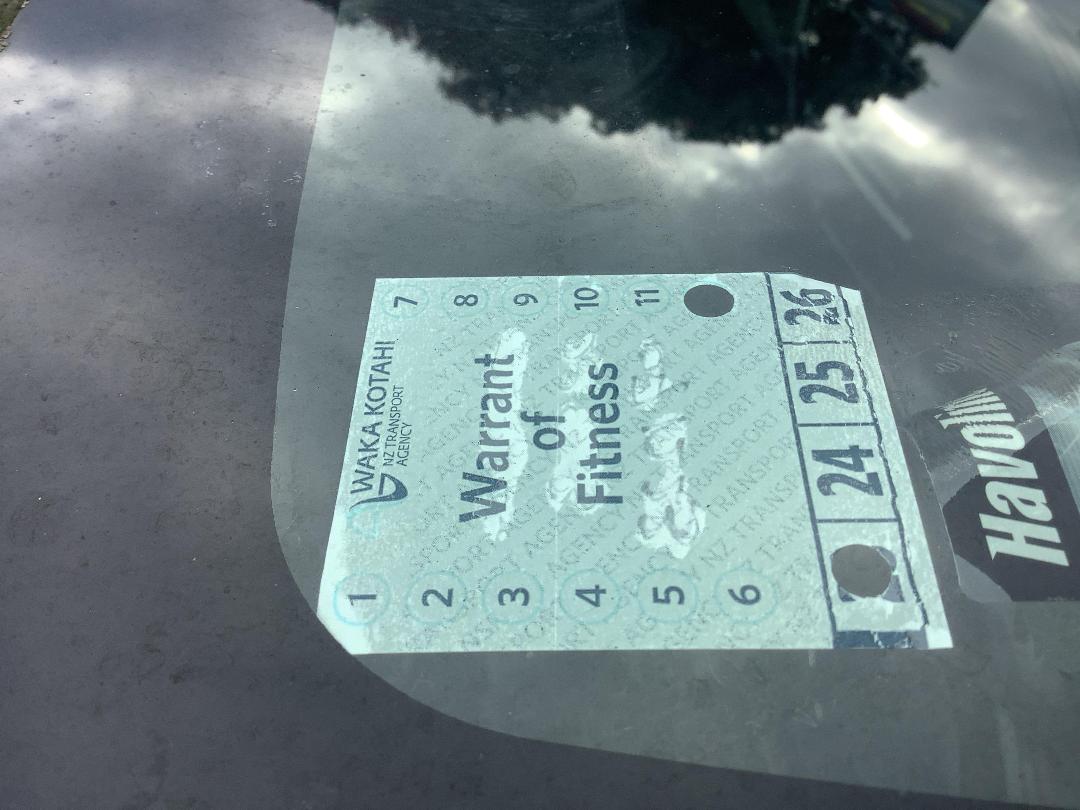 WAKA KOTAHI
NZ TRANSPORT
AGENCY
1 7
2 8
3 9
4 10
5 11
6
Warrant
of
Fitness
24 25 26
Havoline